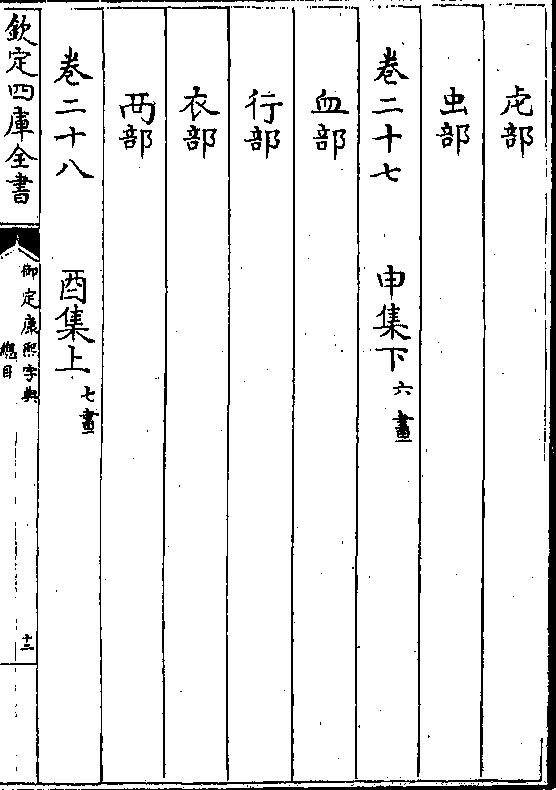 虍部
虫部
卷二十七 申集下 六畫
血部
行部
衣部
襾部
卷二十八 酉集上 七畫
欽定四庫全書
御定康熙字典
總目
十二